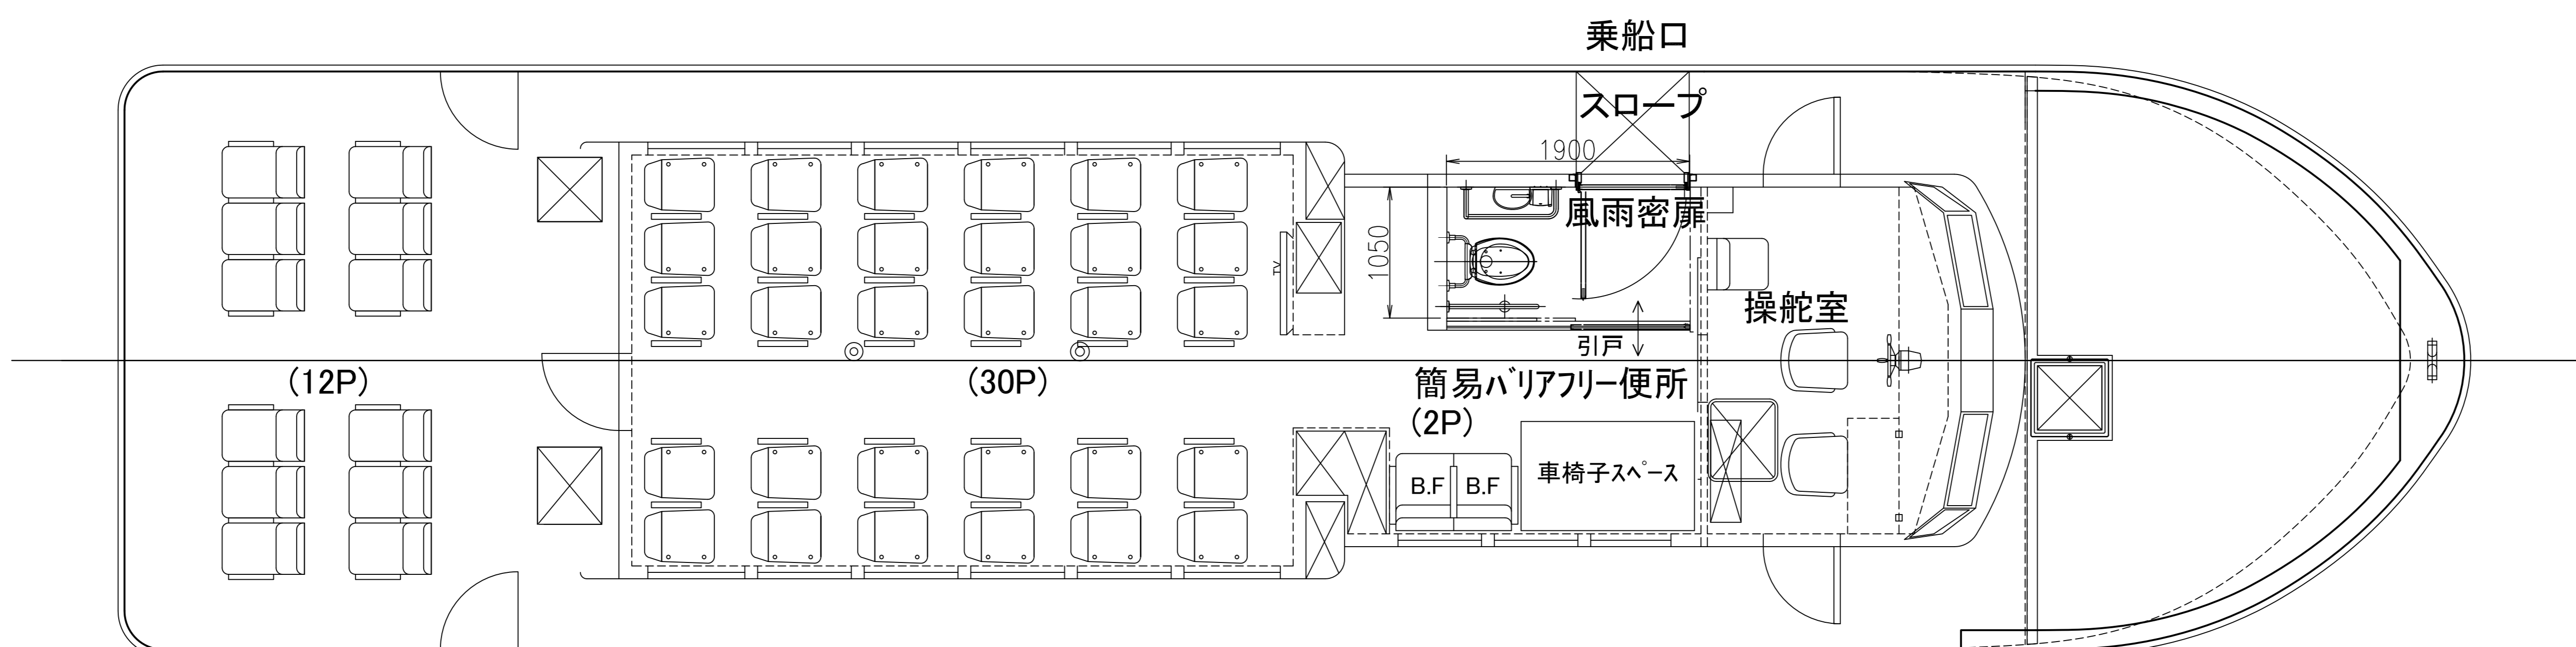 乗船口
スロープ
1900
風雨密扉
1050
TV
操舵室
引戸
(12P)
(30P)
簡易バリアフリー便所
(2P)
B.F
B.F
車椅子スペース